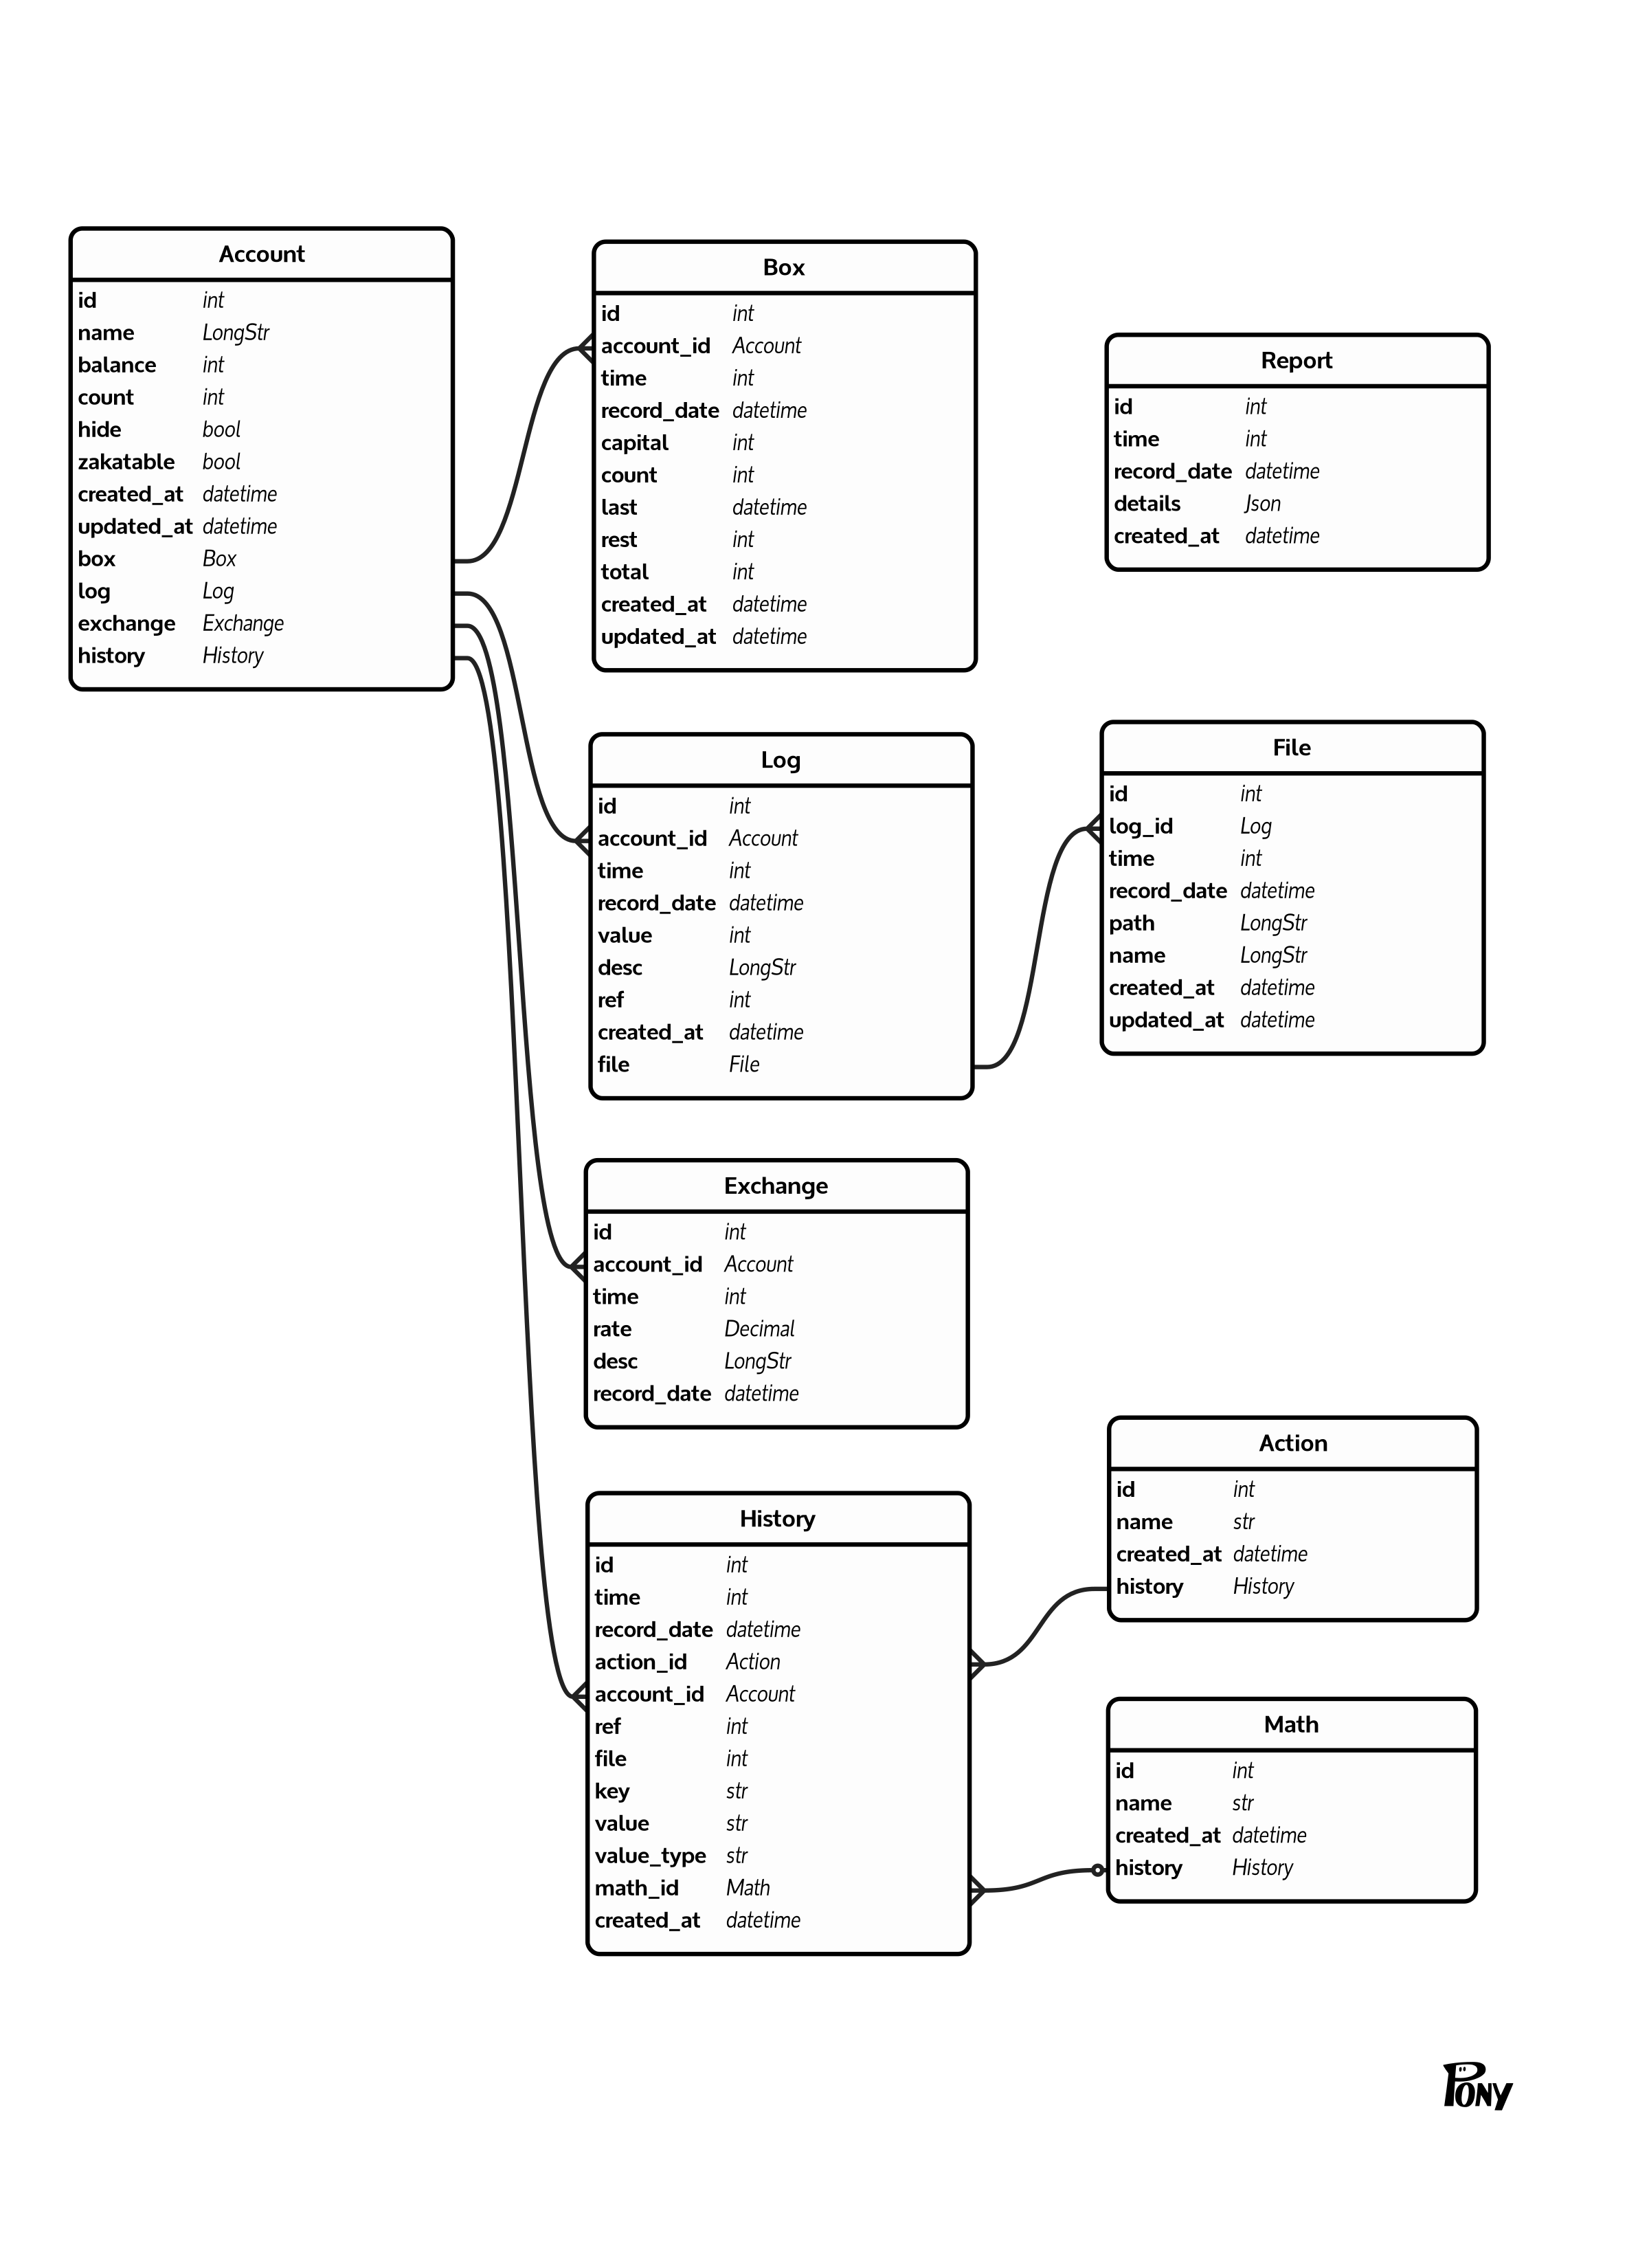 Account
id int
name LongStr
balance int
count int
hide bool
zakatable bool
created_at datetime
updated_at datetime
box Box
log Log
exchange Exchange
history History
Box
id int
account_id Account
time int
record_date datetime
capital int
count int
last datetime
rest int
total int
created_at datetime
updated_at datetime
Report
id int
time int
record_date datetime
details Json
created_at datetime
Log
id int
account_id Account
time int
record_date datetime
value int
desc LongStr
ref int
created_at datetime
file File
File
id int
log_id Log
time int
record_date datetime
path LongStr
name LongStr
created_at datetime
updated_at datetime
Exchange
id int
account_id Account
time int
rate Decimal
desc LongStr
record_date datetime
History
id int
time int
record_date datetime
action_id Action
account_id Account
ref int
file int
key str
value str
value_type str
math_id Math
created_at datetime
Action
id int
name str
created_at datetime
history History
Math
id int
name str
created_at datetime
history History
PONY